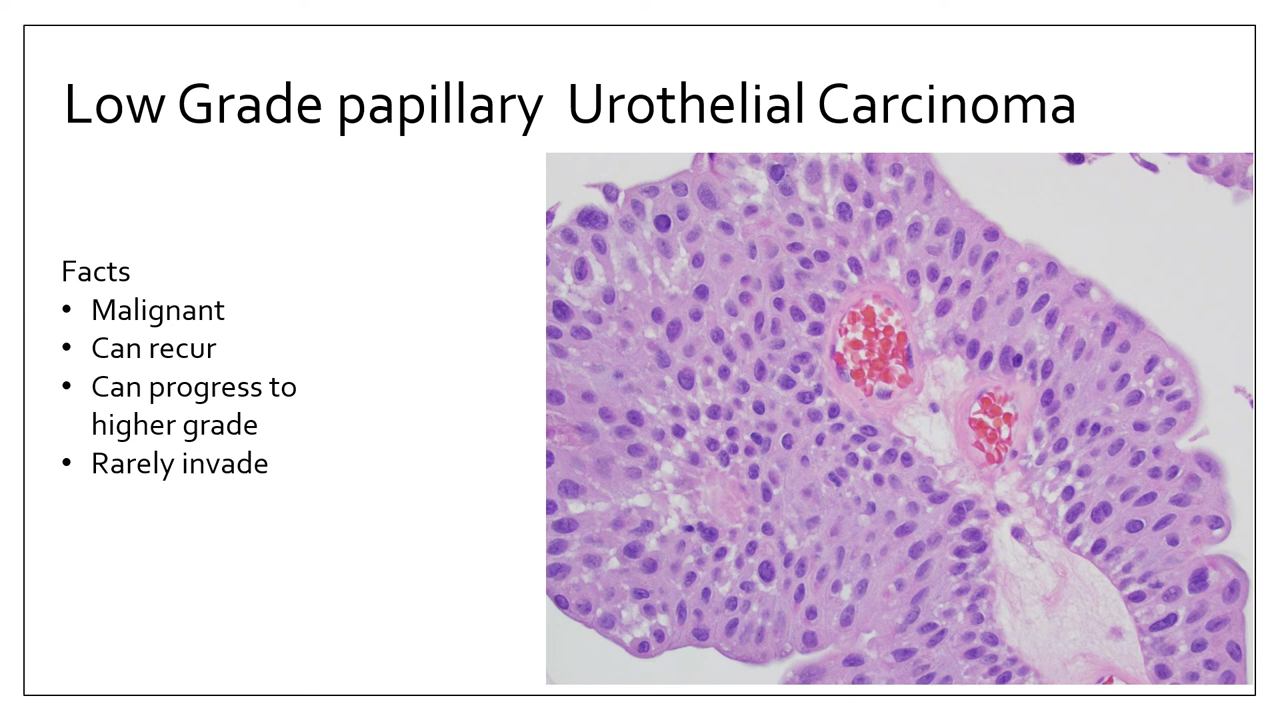 Low Grade papillary  Urothelial Carcinoma
Facts
• Malignant
• Can recur
• Can progress to
higher grade
• Rarely invade